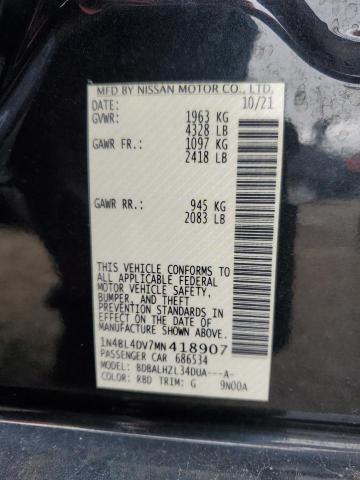 MFD BY NISSAN MOTOR CO., LTD.
DATE: 10/21
GVWR: 1963 KG
4328 LB
GAWR FR.: 1097 KG
2418 LB
GAWR RR.: 945 KG
2083 LB
THIS VEHICLE CONFORMS TO
ALL APPLICABLE FEDERAL
MOTOR VEHICLE SAFETY,
BUMPER, AND THEFT
PREVENTION STANDARDS IN
EFFECT ON THE DATE OF
MANUFACTURE SHOWN ABOVE.
1N4BL4DV7MN418907
PASSENGER CAR 686534
MODEL: BDBALHZL34DUA---A-
COLOR: RBD TRIM: G 9N00A